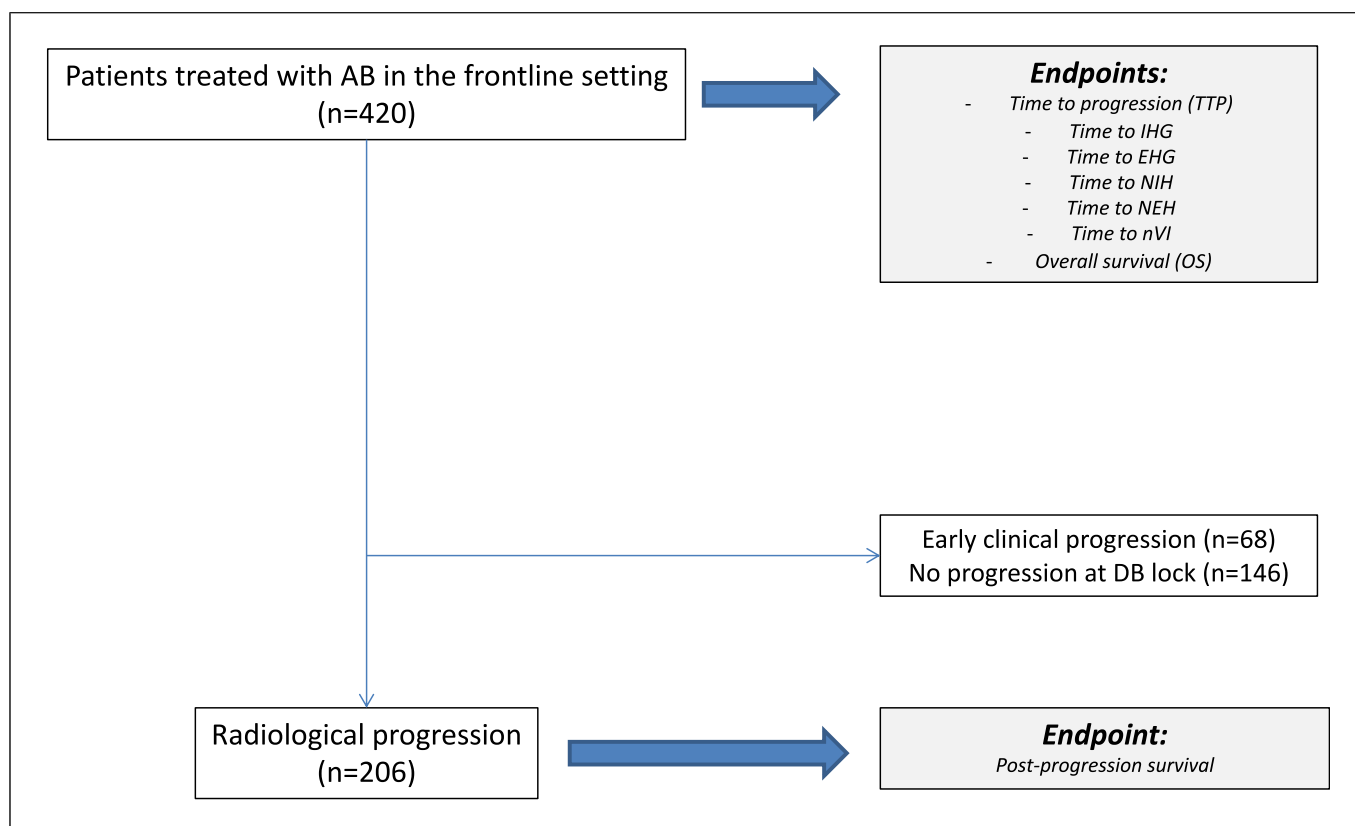 Patients treated with AB in the frontline setting
(n=420)
Endpoints:
- Time to progression (TTP)
- Time to IHG
- Time to EHG
- Time to NIH
- Time to NEH
- Time to nVI
- Overall survival (OS)
Early clinical progression (n=68)
No progression at DB lock (n=146)
Radiological progression
(n=206)
Endpoint:
Post-progression survival